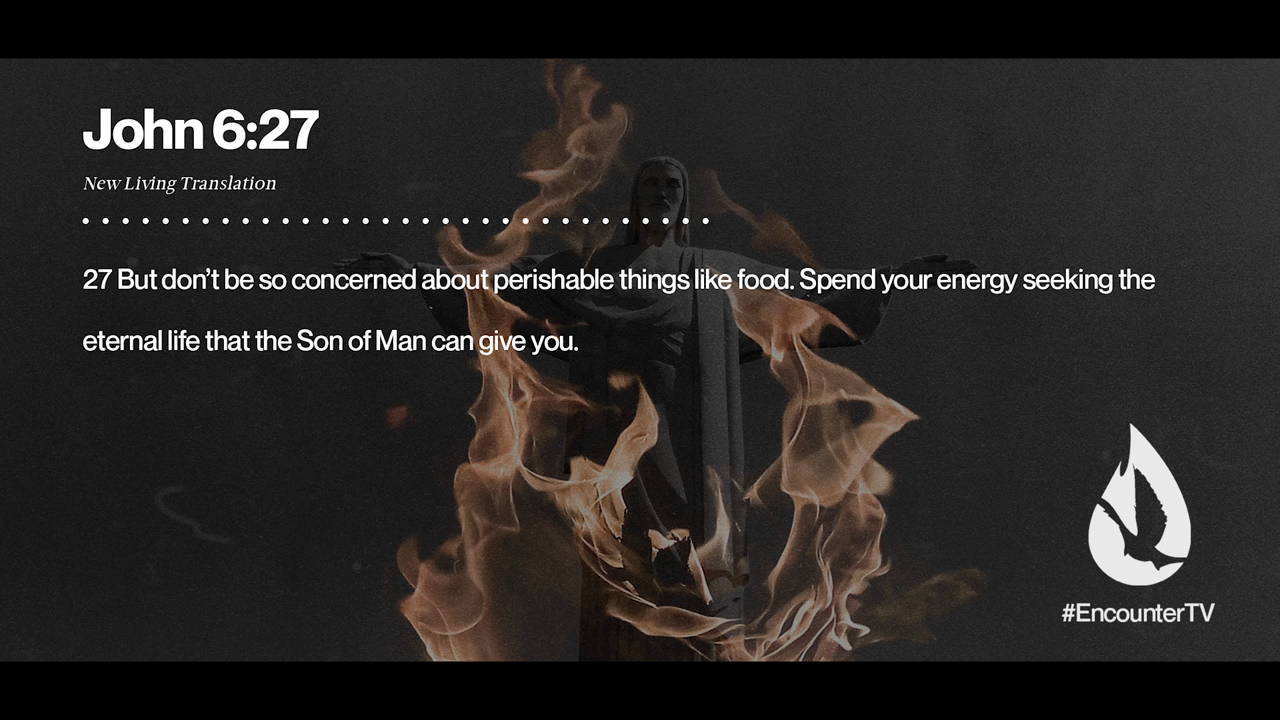 John 6:27
New Living Translation
27 But don’t be so concerned about perishable things like food. Spend your energy seeking the
eternal life that the Son of Man can give you.
#EncounterTV